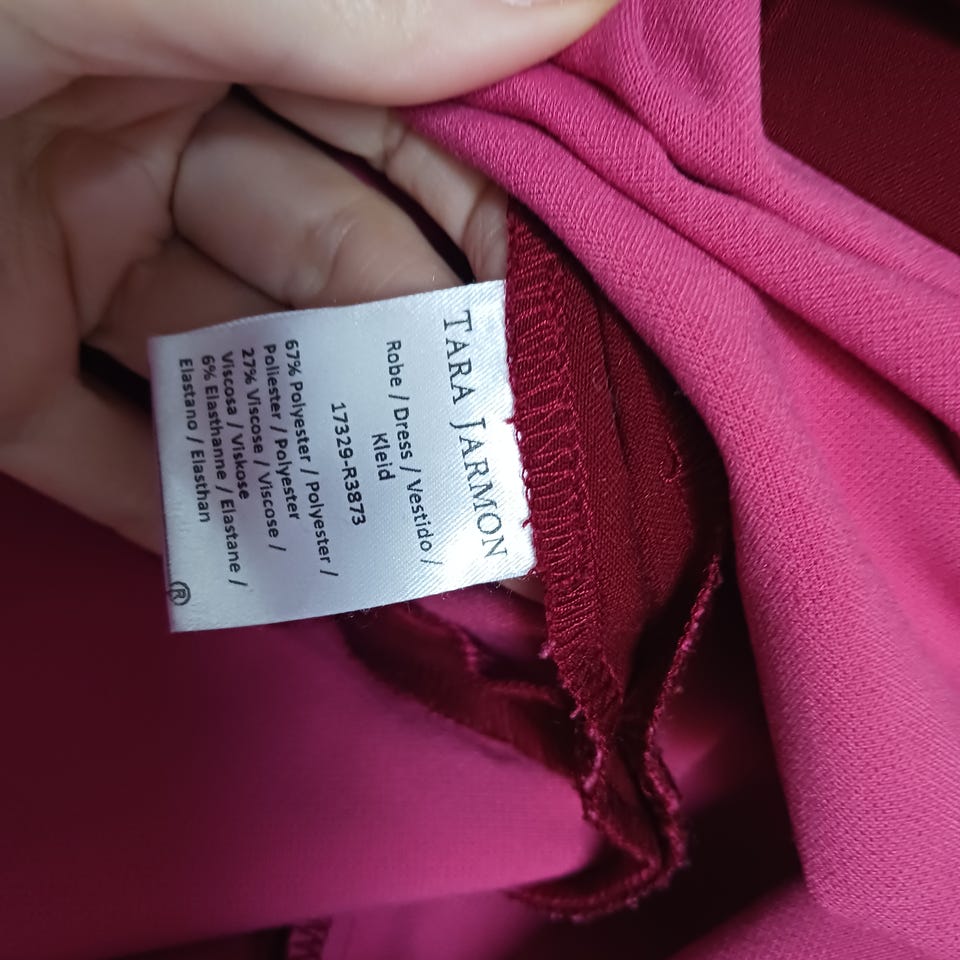 TARA JARMON
Robe / Dress / Vestido /
Kleid
17329-R3873
67% Polyester / Polyester /
Poliester / Polyester
27% Viscose / Viscose /
Viscosa / Viskose
6% Elasthanne / Elastane /
Elastano / Elasthan
®